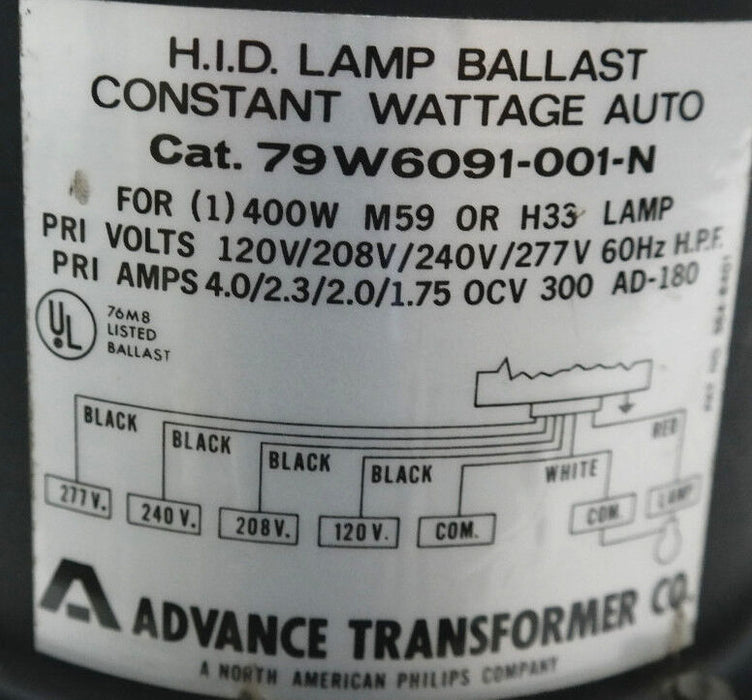 H.I.D. LAMP BALLAST
CONSTANT WATTAGE AUTO
Cat. 79W6091-001-N
FOR (1) 400W M59 OR H33 LAMP
PRI VOLTS 120V/208V/240V/277V 60Hz H.P.F.
PRI AMPS 4.0/2.3/2.0/1.75 OCV 300 AD-180
UL
76M8
LISTED
BALLAST
BLACK
BLACK
BLACK
BLACK
WHITE
RED
277V.
240V.
208V.
120V.
COM.
COM.
LAMP
ADVANCE TRANSFORMER CO.
A NORTH AMERICAN PHILIPS COMPANY